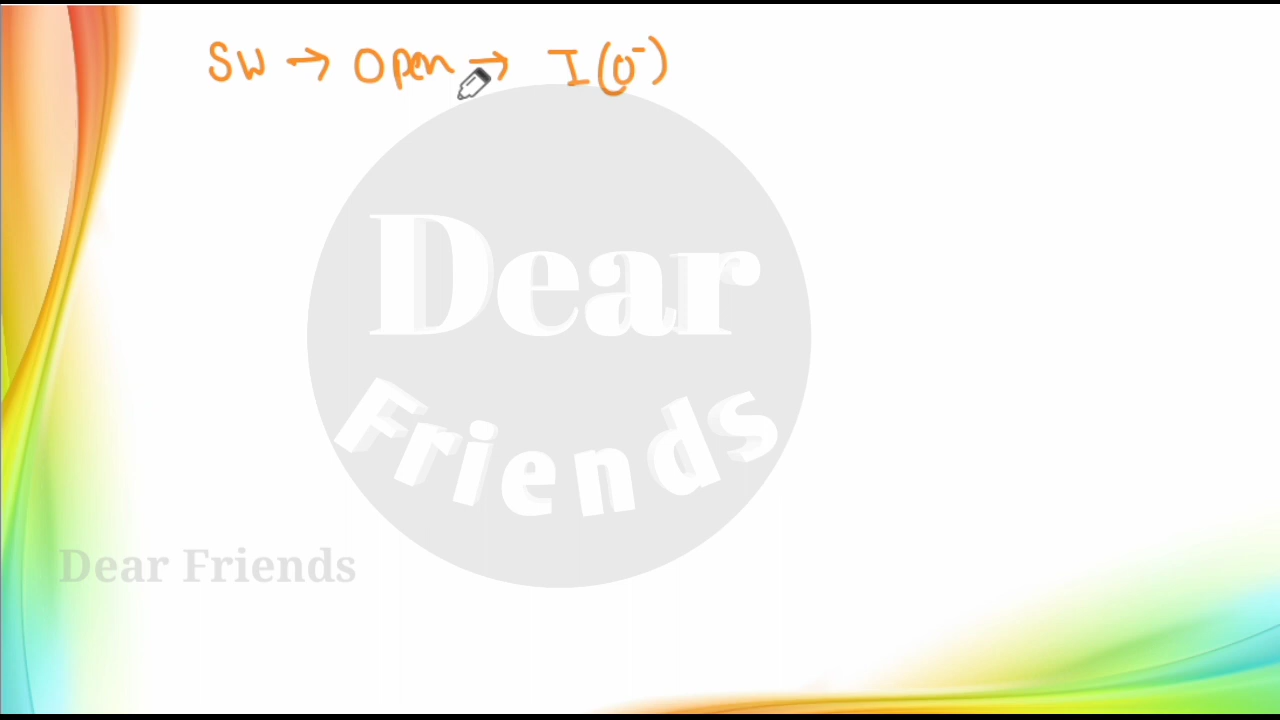 SW → Open → I(0⁻)
Dear
Friends
Dear Friends